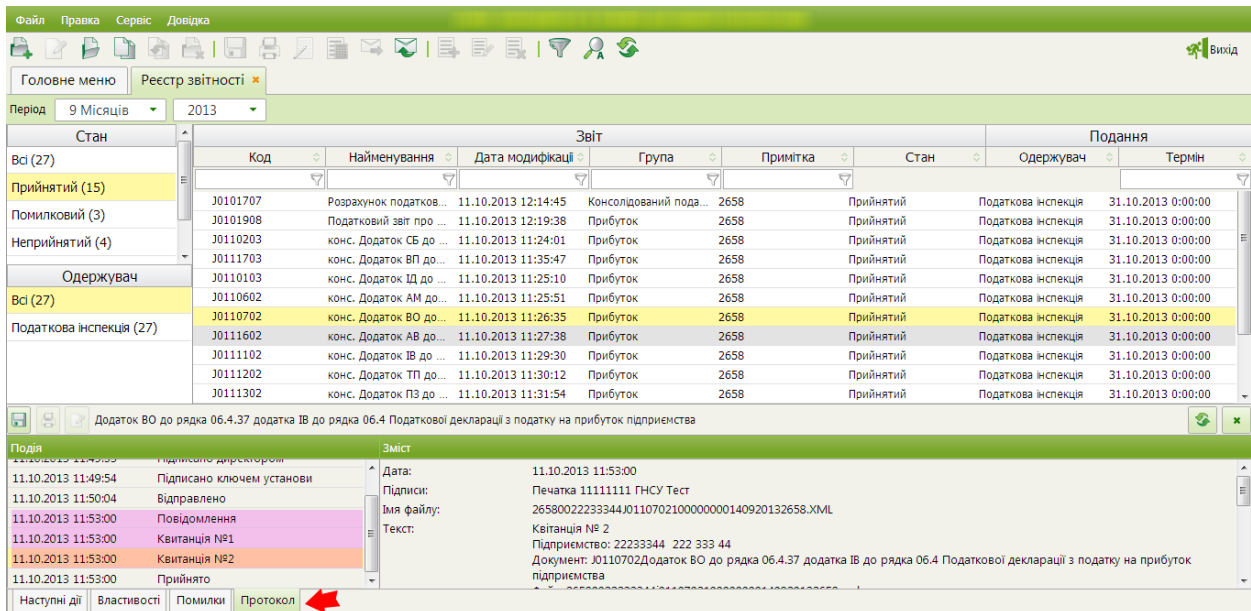 Файл Правка Сервіс Довідка
Вихід
Головне меню Реєстр звітності
Період 9 Місяців 2013
Стан Звіт Подання
Код Найменування Дата модифікації Група Примітка Стан Одержувач Термін
Всі (27)
Прийнятий (15)
Помилковий (3)
Неприйнятий (4)
Одержувач
Всі (27)
Податкова інспекція (27)
J0101707 Розрахунок податков... 11.10.2013 12:14:45 Консолідований пода... 2658 Прийнятий Податкова інспекція 31.10.2013 0:00:00
J0101908 Податковий звіт про ... 11.10.2013 12:19:38 Прибуток 2658 Прийнятий Податкова інспекція 31.10.2013 0:00:00
J0110203 конс. Додаток СБ до ... 11.10.2013 11:24:01 Прибуток 2658 Прийнятий Податкова інспекція 31.10.2013 0:00:00
J0111703 конс. Додаток ВП до... 11.10.2013 11:35:47 Прибуток 2658 Прийнятий Податкова інспекція 31.10.2013 0:00:00
J0110103 конс. Додаток ІД до... 11.10.2013 11:25:10 Прибуток 2658 Прийнятий Податкова інспекція 31.10.2013 0:00:00
J0110602 конс. Додаток АМ до... 11.10.2013 11:25:51 Прибуток 2658 Прийнятий Податкова інспекція 31.10.2013 0:00:00
J0110702 конс. Додаток ВО до... 11.10.2013 11:26:35 Прибуток 2658 Прийнятий Податкова інспекція 31.10.2013 0:00:00
J0111602 конс. Додаток АВ до... 11.10.2013 11:27:38 Прибуток 2658 Прийнятий Податкова інспекція 31.10.2013 0:00:00
J0111102 конс. Додаток ІВ до ... 11.10.2013 11:29:30 Прибуток 2658 Прийнятий Податкова інспекція 31.10.2013 0:00:00
J0111202 конс. Додаток ТП до... 11.10.2013 11:30:12 Прибуток 2658 Прийнятий Податкова інспекція 31.10.2013 0:00:00
J0111302 конс. Додаток ПЗ до ... 11.10.2013 11:31:54 Прибуток 2658 Прийнятий Податкова інспекція 31.10.2013 0:00:00
Додаток ВО до рядка 06.4.37 додатка ІВ до рядка 06.4 Податкової декларації з податку на прибуток підприємства
Подія Зміст
11.10.2013 11:49:54 Підписано ключем установи
11.10.2013 11:50:04 Відправлено
11.10.2013 11:53:00 Повідомлення
11.10.2013 11:53:00 Квитанція №1
11.10.2013 11:53:00 Квитанція №2
11.10.2013 11:53:00 Прийнято
Дата: 11.10.2013 11:53:00
Підписи: Печатка 11111111 ГНСУ Тест
Імя файлу: 26580022233344J0110702100000000140920132658.XML
Текст: Квітанція № 2
Підприємство: 22233344 222 333 44
Документ: J0110702Додаток ВО до рядка 06.4.37 додатка ІВ до рядка 06.4 Податкової декларації з податку на прибуток
підприємства
Наступні дії Властивості Помилки Протокол